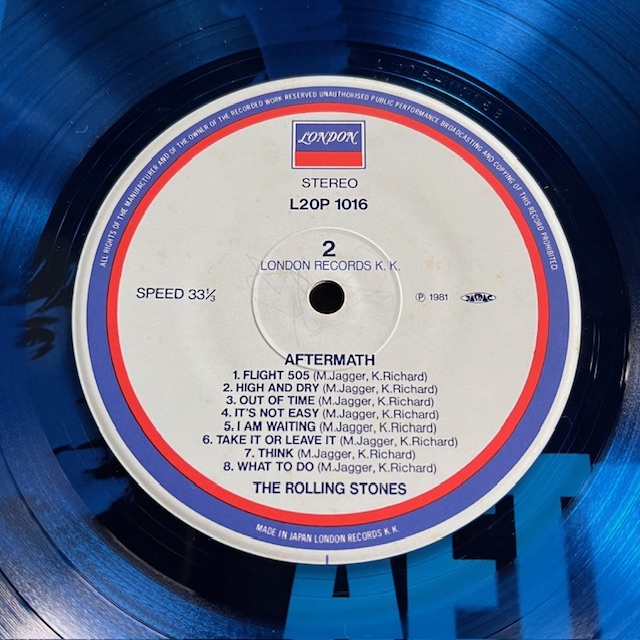 ALL RIGHTS OF THE MANUFACTURER AND OF THE OWNER OF THE RECORDED WORK RESERVED UNAUTHORISED PUBLIC PERFORMANCE BROADCASTING AND COPYING OF THIS RECORD PROHIBITED
LONDON
STEREO
L20P 1016
2
LONDON RECORDS K. K.
SPEED 33⅓
Ⓟ 1981
JASRAC
AFTERMATH
1. FLIGHT 505 (M.Jagger, K.Richard)
2. HIGH AND DRY (M.Jagger, K.Richard)
3. OUT OF TIME (M.Jagger, K.Richard)
4. IT'S NOT EASY (M.Jagger, K.Richard)
5. I AM WAITING (M.Jagger, K.Richard)
6. TAKE IT OR LEAVE IT (M.Jagger, K.Richard)
7. THINK (M.Jagger, K.Richard)
8. WHAT TO DO (M.Jagger, K.Richard)
THE ROLLING STONES
MADE IN JAPAN LONDON RECORDS K. K.
AFT